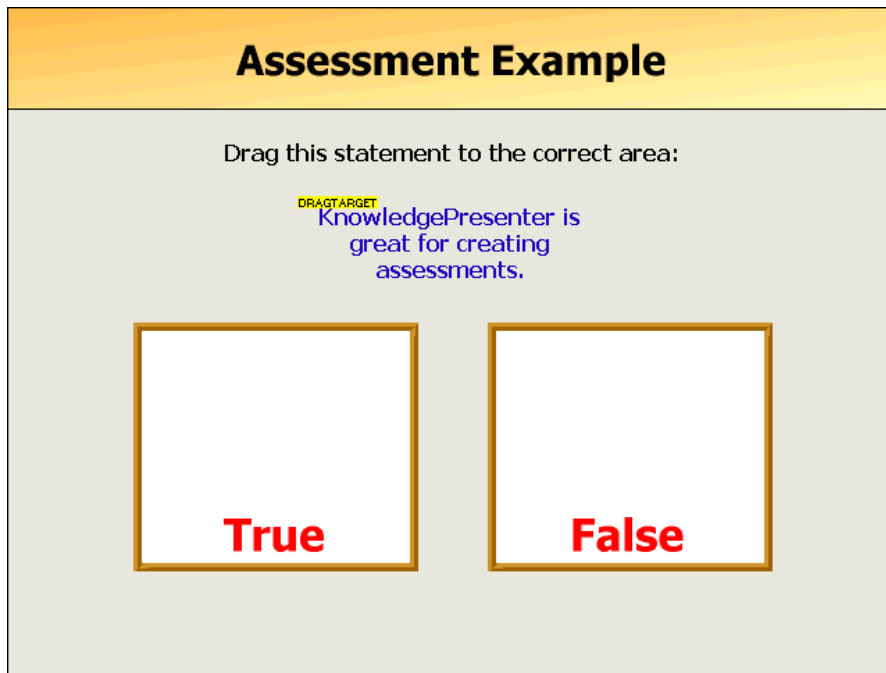 Assessment Example
Drag this statement to the correct area:
DRAGTARGET
KnowledgePresenter is
great for creating
assessments.
True
False